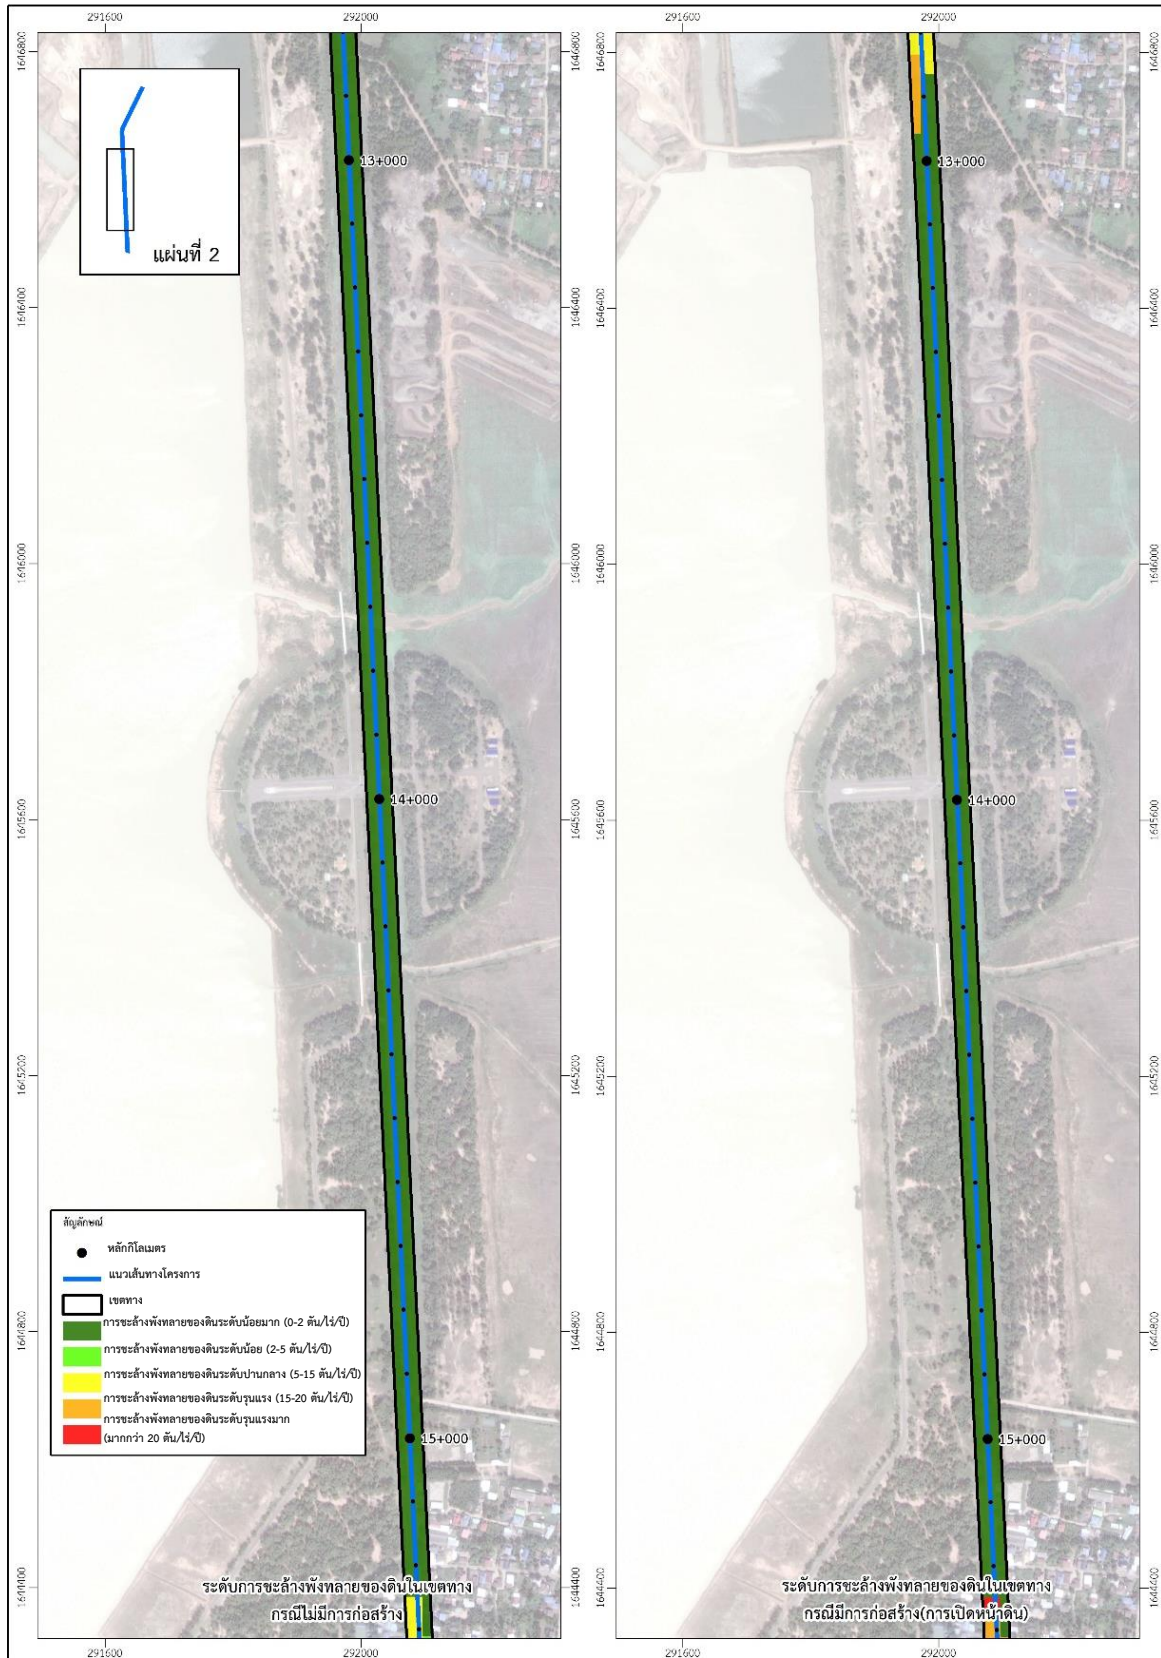 291600 292000 291600 292000
1646800 1646800 1646800 1646800
แผ่นที่ 2
13+000 13+000
1646400 1646400 1646400 1646400
1646000 1646000 1646000 1646000
14+000 14+000
1645600 1645600 1645600 1645600
1645200 1645200 1645200 1645200
สัญลักษณ์
หลักกิโลเมตร
แนวเส้นทางโครงการ
เขตทาง
การชะล้างพังทลายของดินระดับน้อยมาก (0-2 ตัน/ไร่/ปี)
การชะล้างพังทลายของดินระดับน้อย (2-5 ตัน/ไร่/ปี)
การชะล้างพังทลายของดินระดับปานกลาง (5-15 ตัน/ไร่/ปี)
การชะล้างพังทลายของดินระดับรุนแรง (15-20 ตัน/ไร่/ปี)
การชะล้างพังทลายของดินระดับรุนแรงมาก
(มากกว่า 20 ตัน/ไร่/ปี)
1644800 1644800 1644800 1644800
15+000 15+000
1644400 1644400 1644400 1644400
ระดับการชะล้างพังทลายของดินในเขตทาง
กรณีไม่มีการก่อสร้าง
ระดับการชะล้างพังทลายของดินในเขตทาง
กรณีมีการก่อสร้าง(การเปิดหน้าดิน)
291600 292000 291600 292000